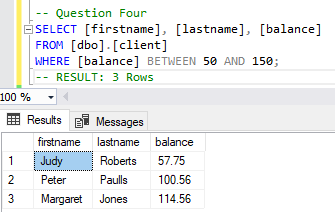 -- Question Four
SELECT [firstname], [lastname], [balance]
FROM [dbo].[client]
WHERE [balance] BETWEEN 50 AND 150;
-- RESULT: 3 Rows
100 %
Results Messages
firstname lastname balance
1 Judy Roberts 57.75
2 Peter Paulls 100.56
3 Margaret Jones 114.56